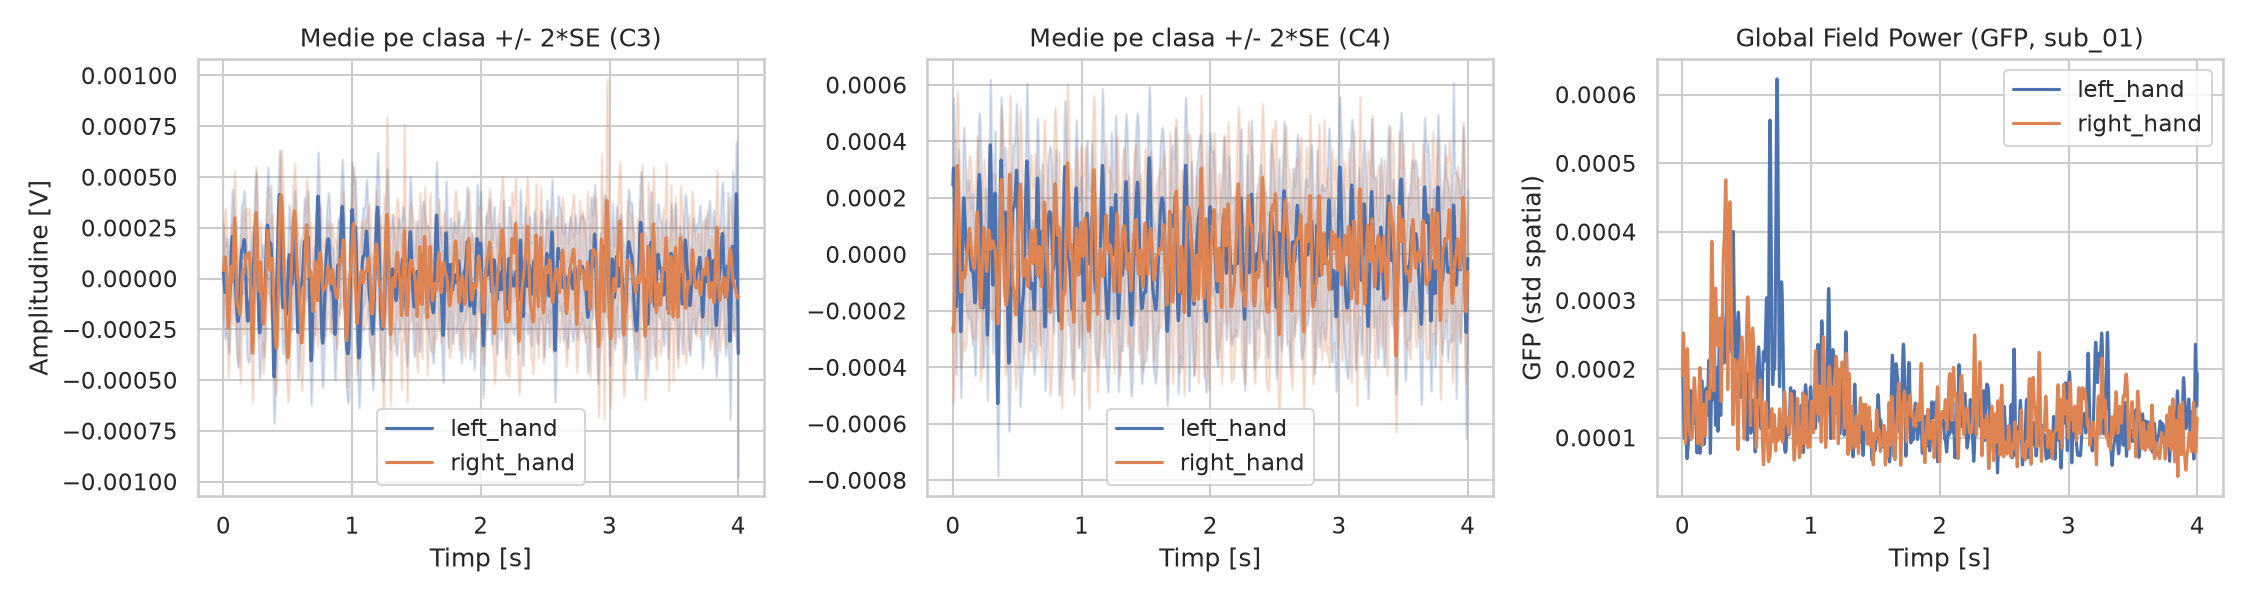 Medie pe clasa +/- 2*SE (C3)
0.00100
0.00075
0.00050
0.00025
0.00000
−0.00025
−0.00050
−0.00075
−0.00100
Amplitudine [V]
left_hand
right_hand
0 1 2 3 4
Timp [s]
Medie pe clasa +/- 2*SE (C4)
0.0006
0.0004
0.0002
0.0000
−0.0002
−0.0004
−0.0006
−0.0008
left_hand
right_hand
0 1 2 3 4
Timp [s]
Global Field Power (GFP, sub_01)
0.0006
0.0005
0.0004
0.0003
0.0002
0.0001
GFP (std spatial)
left_hand
right_hand
0 1 2 3 4
Timp [s]